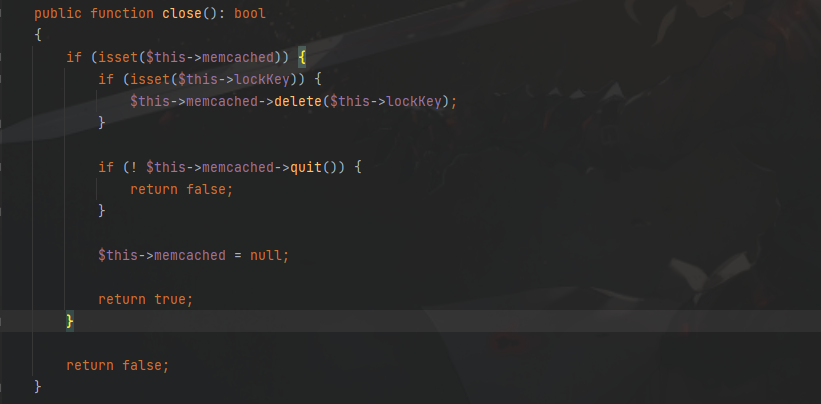 public function close(): bool
{
if (isset($this->memcached)) {
if (isset($this->lockKey)) {
$this->memcached->delete($this->lockKey);
}
if (! $this->memcached->quit()) {
return false;
}
$this->memcached = null;
return true;
}
return false;
}